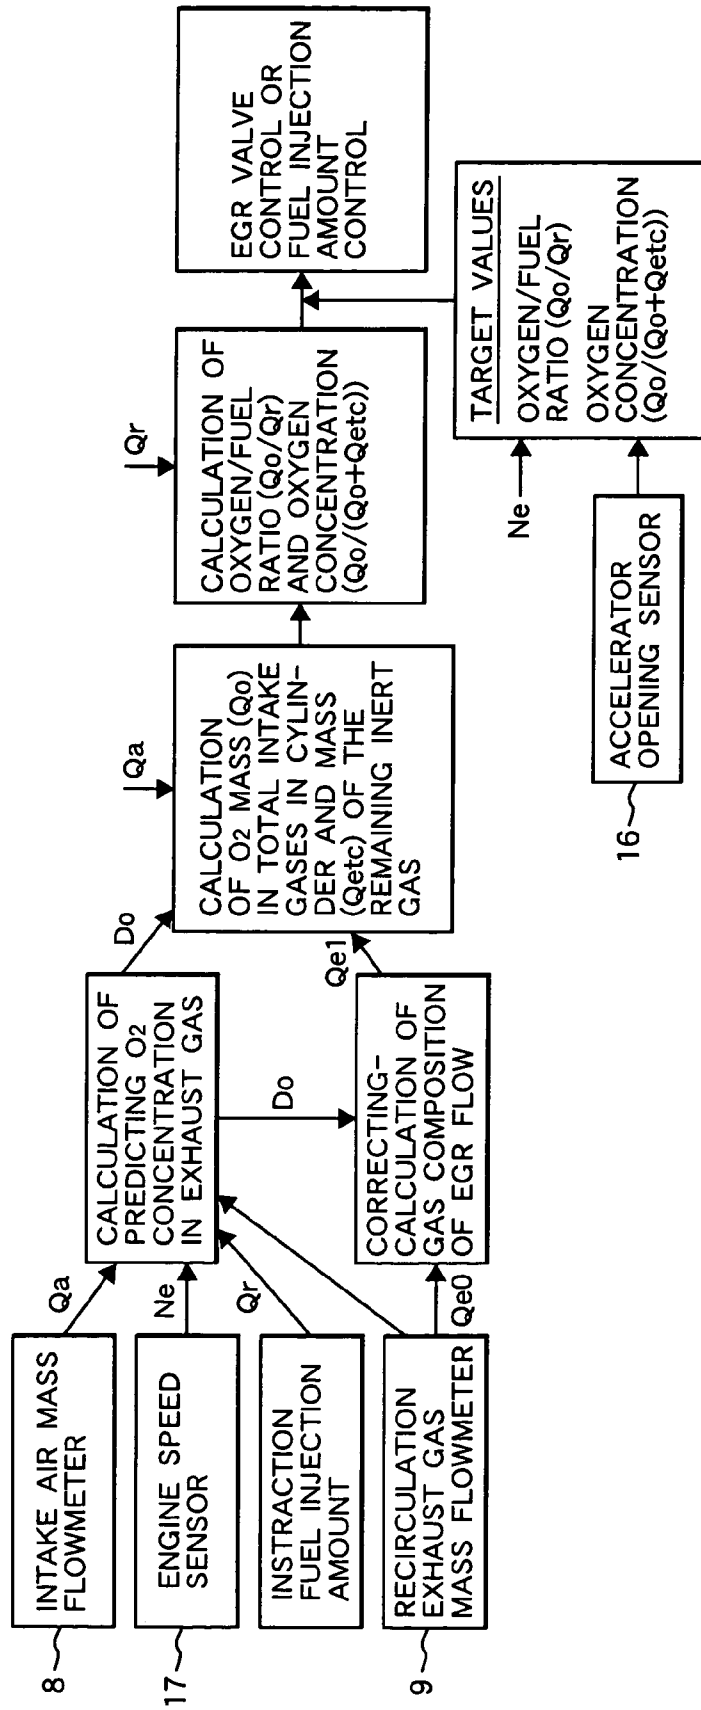 8
INTAKE AIR MASS
FLOWMETER
17
ENGINE SPEED
SENSOR
INSTRACTION
FUEL INJECTION
AMOUNT
9
RECIRCULATION
EXHAUST GAS
MASS FLOWMETER
Qa
Ne
Qr
Qe0
CALCULATION OF
PREDICTING O2
CONCENTRATION
IN EXHAUST GAS
Do
CORRECTING-
CALCULATION OF
GAS COMPOSITION
OF EGR FLOW
Do
Qe1
Qa
CALCULATION
OF O2 MASS (Qo)
IN TOTAL INTAKE
GASES IN CYLIN-
DER AND MASS
(Qetc) OF THE
REMAINING INERT
GAS
Qr
CALCULATION OF
OXYGEN/FUEL
RATIO (Qo/Qr)
AND OXYGEN
CONCENTRATION
(Qo/(Qo+Qetc))
EGR VALVE
CONTROL OR
FUEL INJECTION
AMOUNT
CONTROL
16
ACCELERATOR
OPENING SENSOR
Ne
TARGET VALUES
OXYGEN/FUEL
RATIO (Qo/Qr)
OXYGEN
CONCENTRATION
(Qo/(Qo+Qetc))